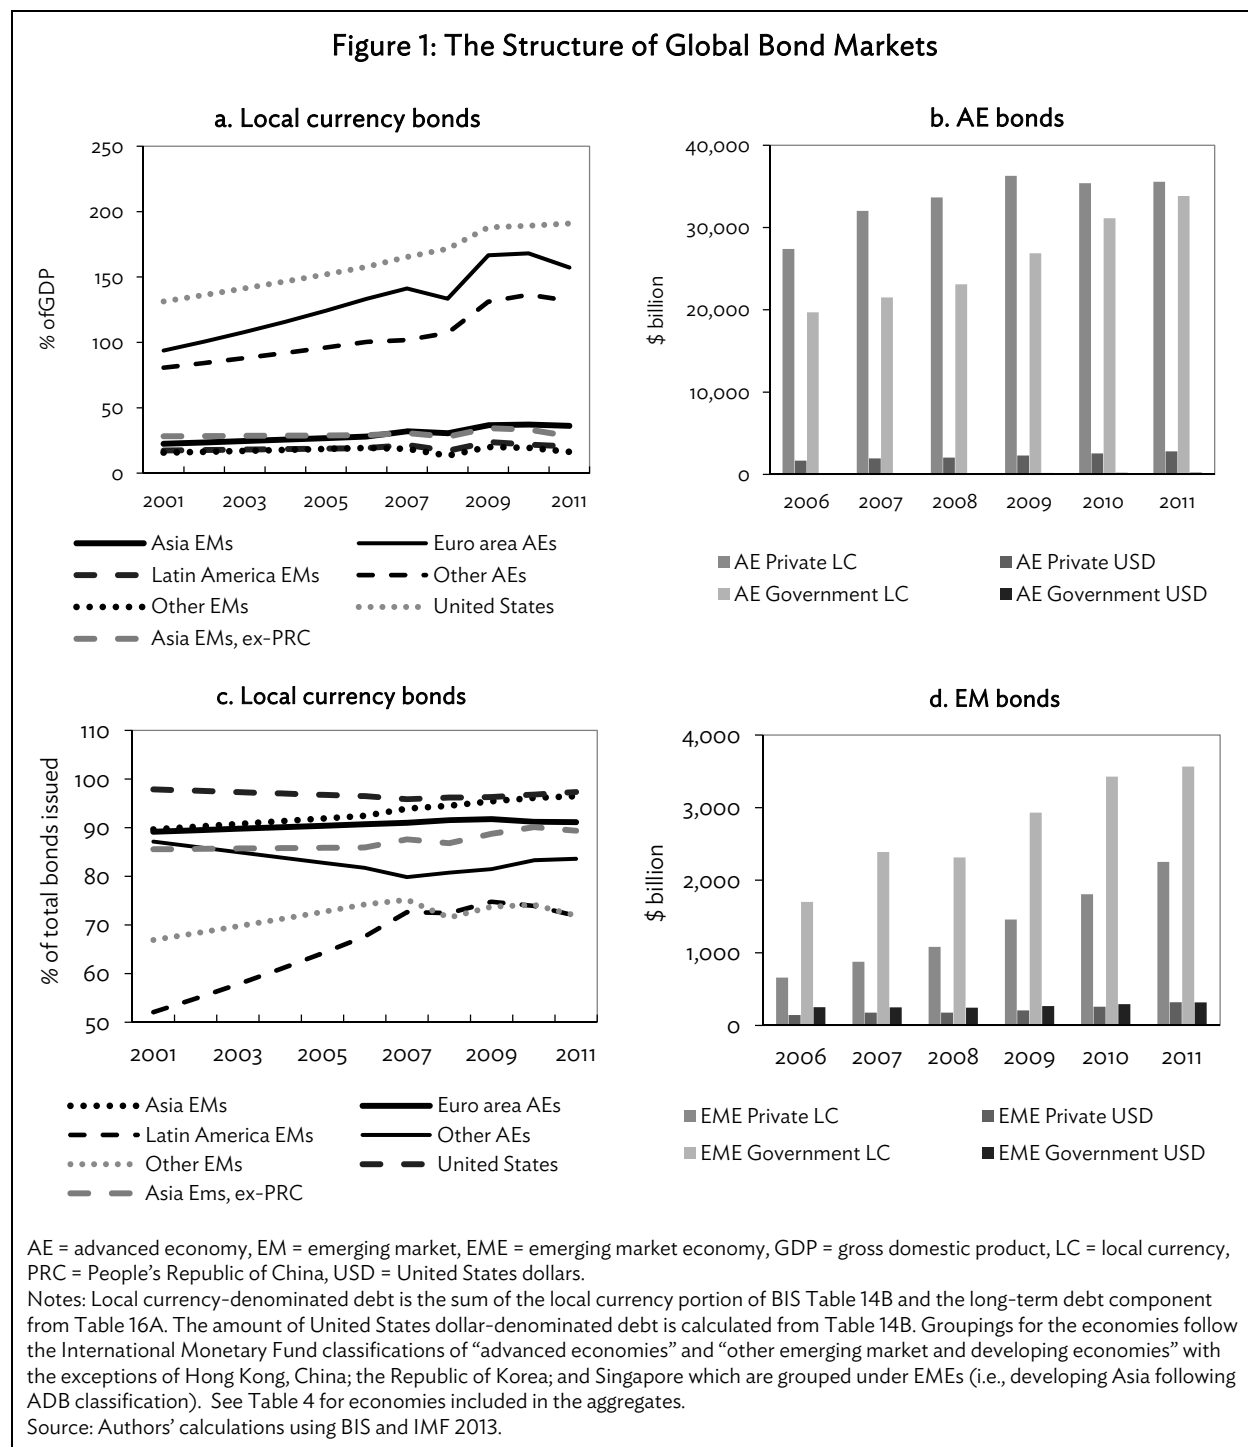 Figure 1: The Structure of Global Bond Markets
a. Local currency bonds
250
200
150
100
50
0
% ofGDP
2001 2003 2005 2007 2009 2011
Asia EMs
Euro area AEs
Latin America EMs
Other AEs
Other EMs
United States
Asia EMs, ex-PRC
b. AE bonds
40,000
30,000
20,000
10,000
0
$ billion
2006 2007 2008 2009 2010 2011
AE Private LC
AE Private USD
AE Government LC
AE Government USD
c. Local currency bonds
110
100
90
80
70
60
50
% of total bonds issued
2001 2003 2005 2007 2009 2011
Asia EMs
Euro area AEs
Latin America EMs
Other AEs
Other EMs
United States
Asia Ems, ex-PRC
d. EM bonds
4,000
3,000
2,000
1,000
0
$ billion
2006 2007 2008 2009 2010 2011
EME Private LC
EME Private USD
EME Government LC
EME Government USD
AE = advanced economy, EM = emerging market, EME = emerging market economy, GDP = gross domestic product, LC = local currency,
PRC = People’s Republic of China, USD = United States dollars.
Notes: Local currency-denominated debt is the sum of the local currency portion of BIS Table 14B and the long-term debt component
from Table 16A. The amount of United States dollar-denominated debt is calculated from Table 14B. Groupings for the economies follow
the International Monetary Fund classifications of “advanced economies” and “other emerging market and developing economies” with
the exceptions of Hong Kong, China; the Republic of Korea; and Singapore which are grouped under EMEs (i.e., developing Asia following
ADB classification). See Table 4 for economies included in the aggregates.
Source: Authors’ calculations using BIS and IMF 2013.